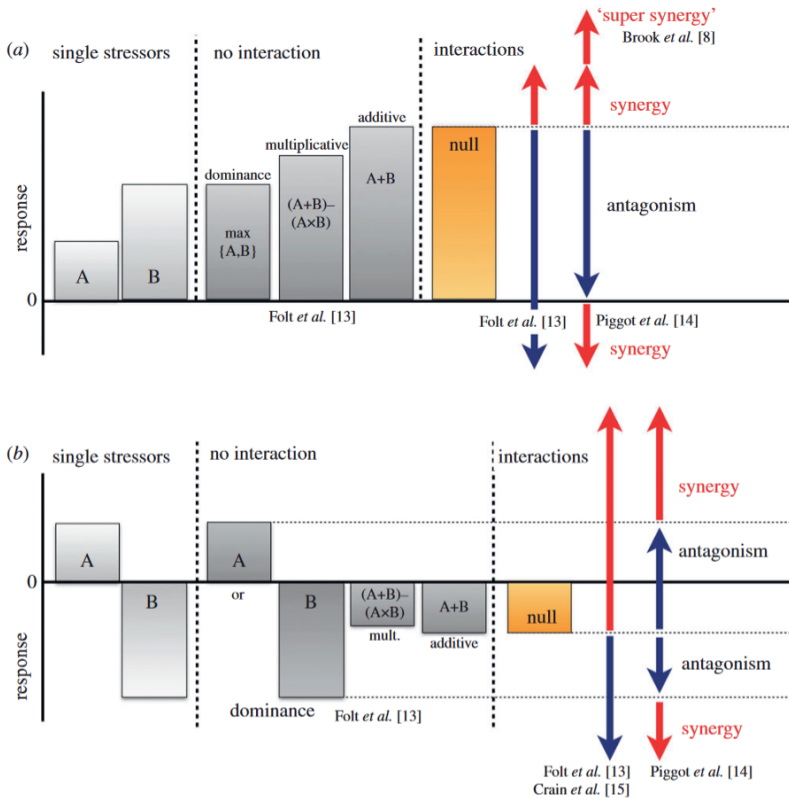 ‘super synergy’
Brook et al. [8]
(a)
single stressors
no interaction
interactions
synergy
additive
multiplicative
null
dominance
A+B
(A+B)–
(A×B)
antagonism
max
{A,B}
response
A
B
0
Folt et al. [13]
Folt et al. [13]
Piggot et al. [14]
synergy
(b)
single stressors
no interaction
interactions
synergy
A
A
antagonism
0
or
B
B
(A+B)–
(A×B)
A+B
null
mult.
additive
antagonism
response
dominance
Folt et al. [13]
synergy
Folt et al. [13]
Crain et al. [15]
Piggot et al. [14]